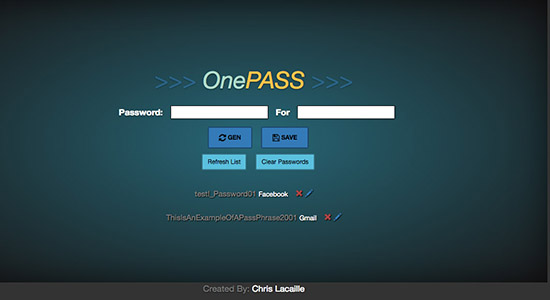 >>> OnePASS >>>
Password: For
GEN SAVE
Refresh List Clear Passwords
test!_Password01 Facebook
ThisIsAnExampleOfAPassPhrase2001 Gmail
Created By: Chris Lacaille